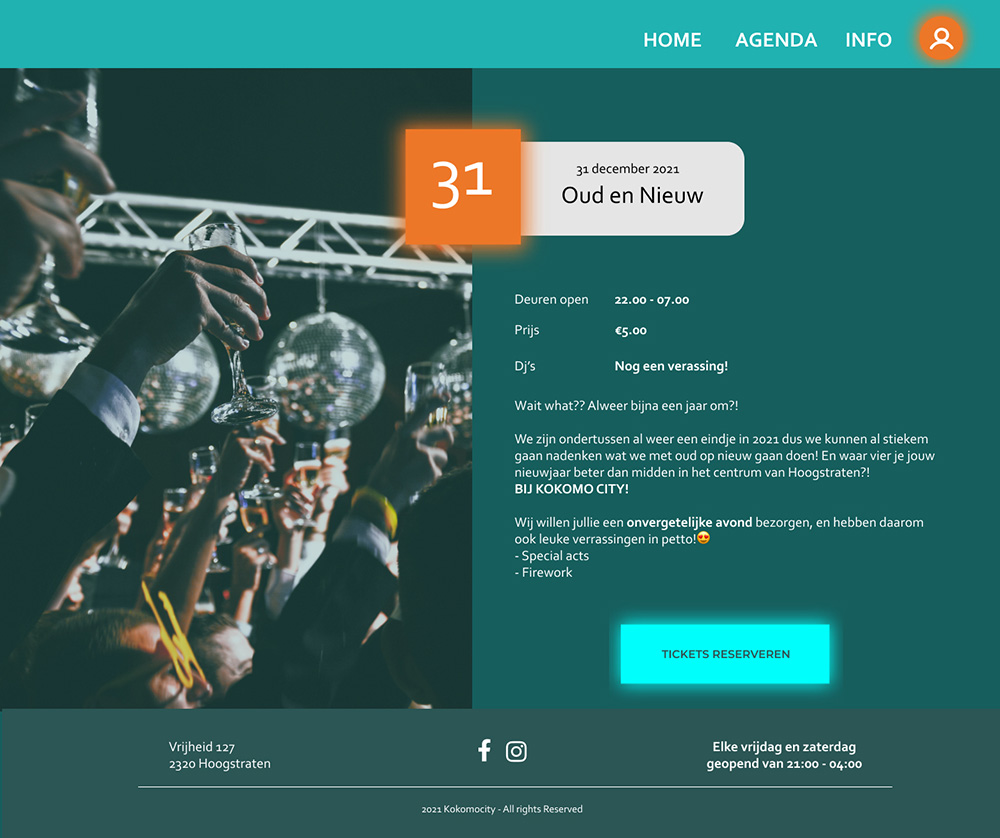 HOME AGENDA INFO
31
31 december 2021
Oud en Nieuw
Deuren open 22.00 - 07.00
Prijs €5.00
Dj's Nog een verassing!
Wait what?? Alweer bijna een jaar om?!
We zijn ondertussen al weer een eindje in 2021 dus we kunnen al stiekem
gaan nadenken wat we met oud op nieuw gaan doen! En waar vier je jouw
nieuwjaar beter dan midden in het centrum van Hoogstraten?!
BIJ KOKOMO CITY!
Wij willen jullie een onvergetelijke avond bezorgen, en hebben daarom
ook leuke verrassingen in petto!😍
- Special acts
- Firework
TICKETS RESERVEREN
Vrijheid 127
2320 Hoogstraten
Elke vrijdag en zaterdag
geopend van 21:00 - 04:00
2021 Kokomocity - All rights Reserved